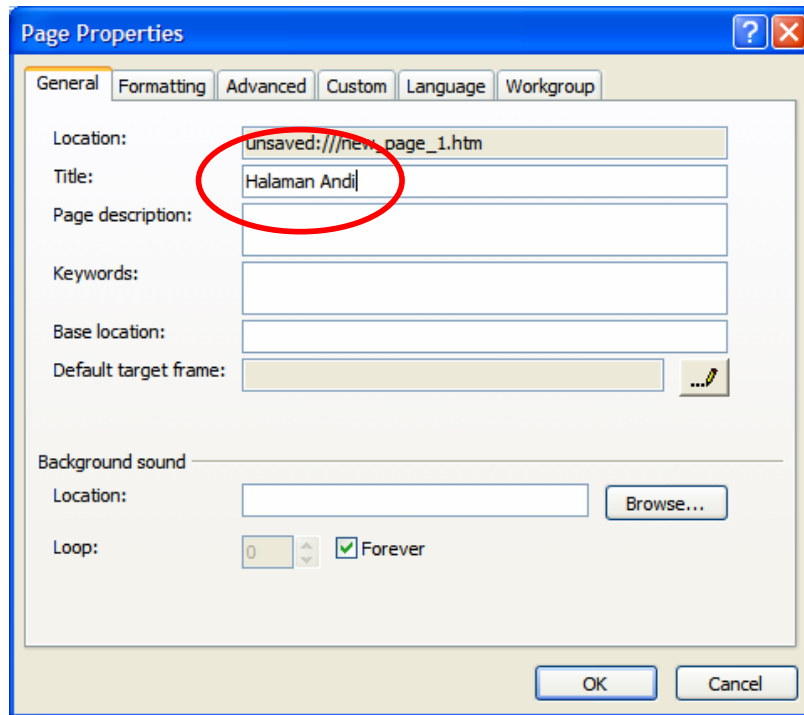 Page Properties
General Formatting Advanced Custom Language Workgroup
Location: unsaved:///new_page_1.htm
Title: Halaman Andi
Page description:
Keywords:
Base location:
Default target frame: ...
Background sound
Location: Browse...
Loop: 0 Forever
OK Cancel